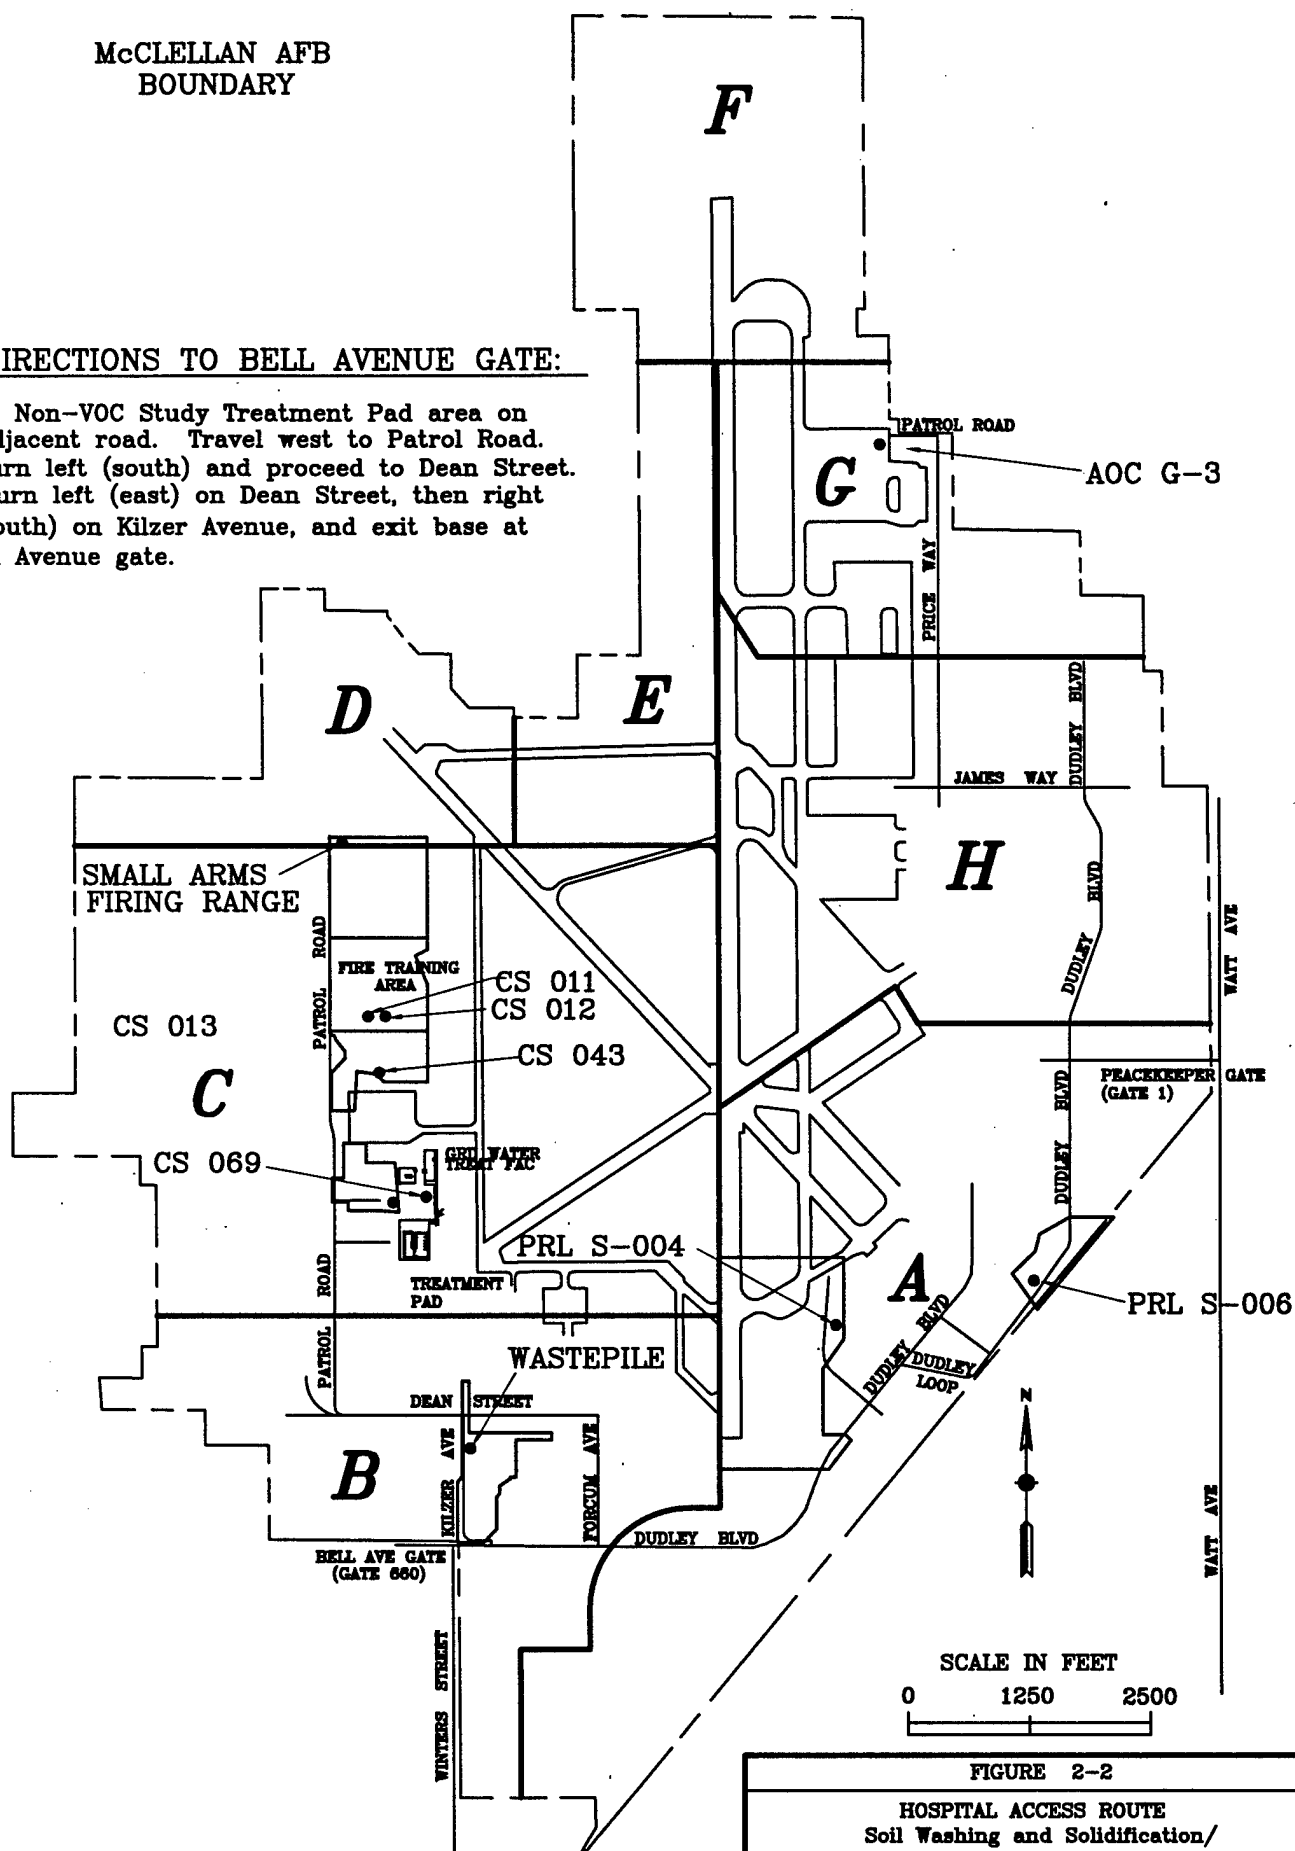 McCLELLAN AFB
BOUNDARY
F
IRECTIONS TO BELL AVENUE GATE:
Non-VOC Study Treatment Pad area on
djacent road. Travel west to Patrol Road.
urn left (south) and proceed to Dean Street.
urn left (east) on Dean Street, then right
outh) on Kilzer Avenue, and exit base at
Avenue gate.
PATROL ROAD
AOC G-3
G
PRICE WAY
D
E
DUDLEY BLVD
JAMES WAY
SMALL ARMS
FIRING RANGE
H
DUDLEY BLVD
WATT AVE
PATROL ROAD
FIRE TRAINING
AREA
CS 011
CS 012
CS 013
CS 043
C
PEACEKEEPER GATE
(GATE 1)
DUDLEY BLVD
CS 069
GRD WATER
TREAT FAC
PRL S-004
A
PRL S-006
TREATMENT
PAD
PATROL ROAD
WASTEPILE
DUDLEY BLVD
DUDLEY
LOOP
DEAN STREET
N
B
KILZER AVE
FORCUM AVE
DUDLEY BLVD
BELL AVE GATE
(GATE 660)
WATT AVE
WINTERS STREET
SCALE IN FEET
0 1250 2500
FIGURE 2-2
HOSPITAL ACCESS ROUTE
Soil Washing and Solidification/